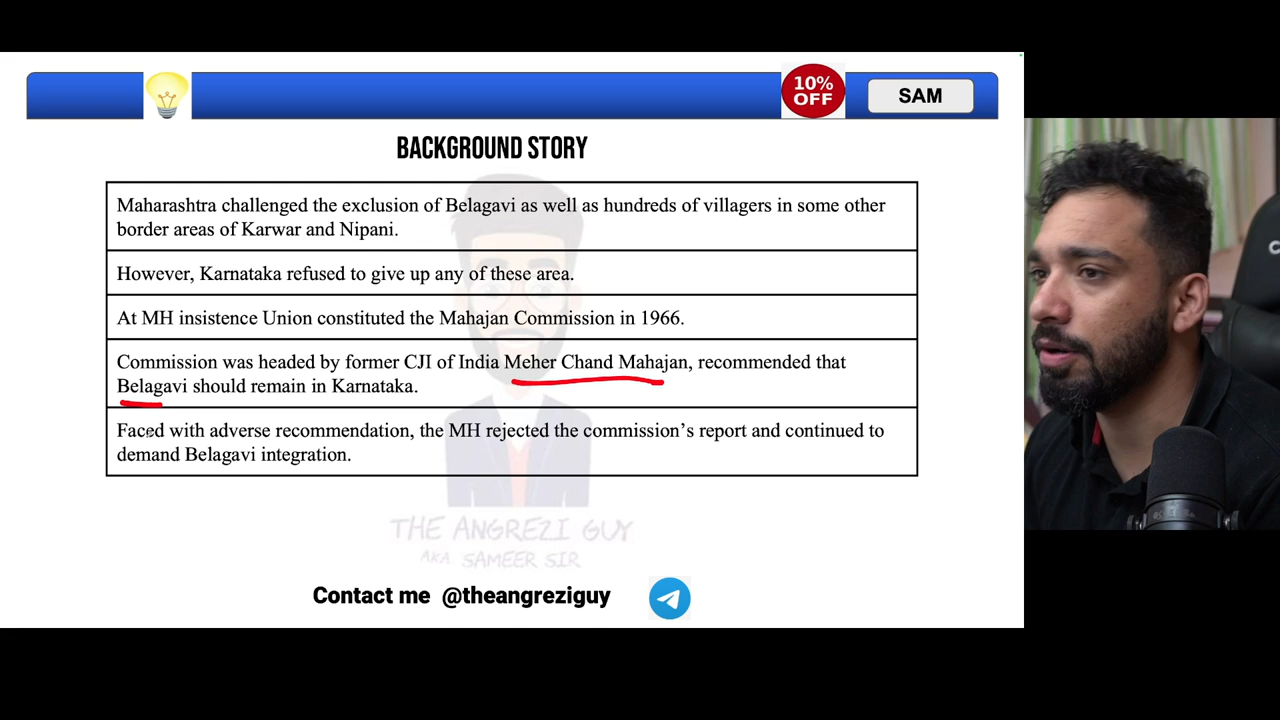 10%
OFF
SAM
BACKGROUND STORY
Maharashtra challenged the exclusion of Belagavi as well as hundreds of villagers in some other
border areas of Karwar and Nipani.
However, Karnataka refused to give up any of these area.
At MH insistence Union constituted the Mahajan Commission in 1966.
Commission was headed by former CJI of India Meher Chand Mahajan, recommended that
Belagavi should remain in Karnataka.
Faced with adverse recommendation, the MH rejected the commission's report and continued to
demand Belagavi integration.
THE ANGREZI GUY
AKA. SAMEER SIR
Contact me @theangreziguy